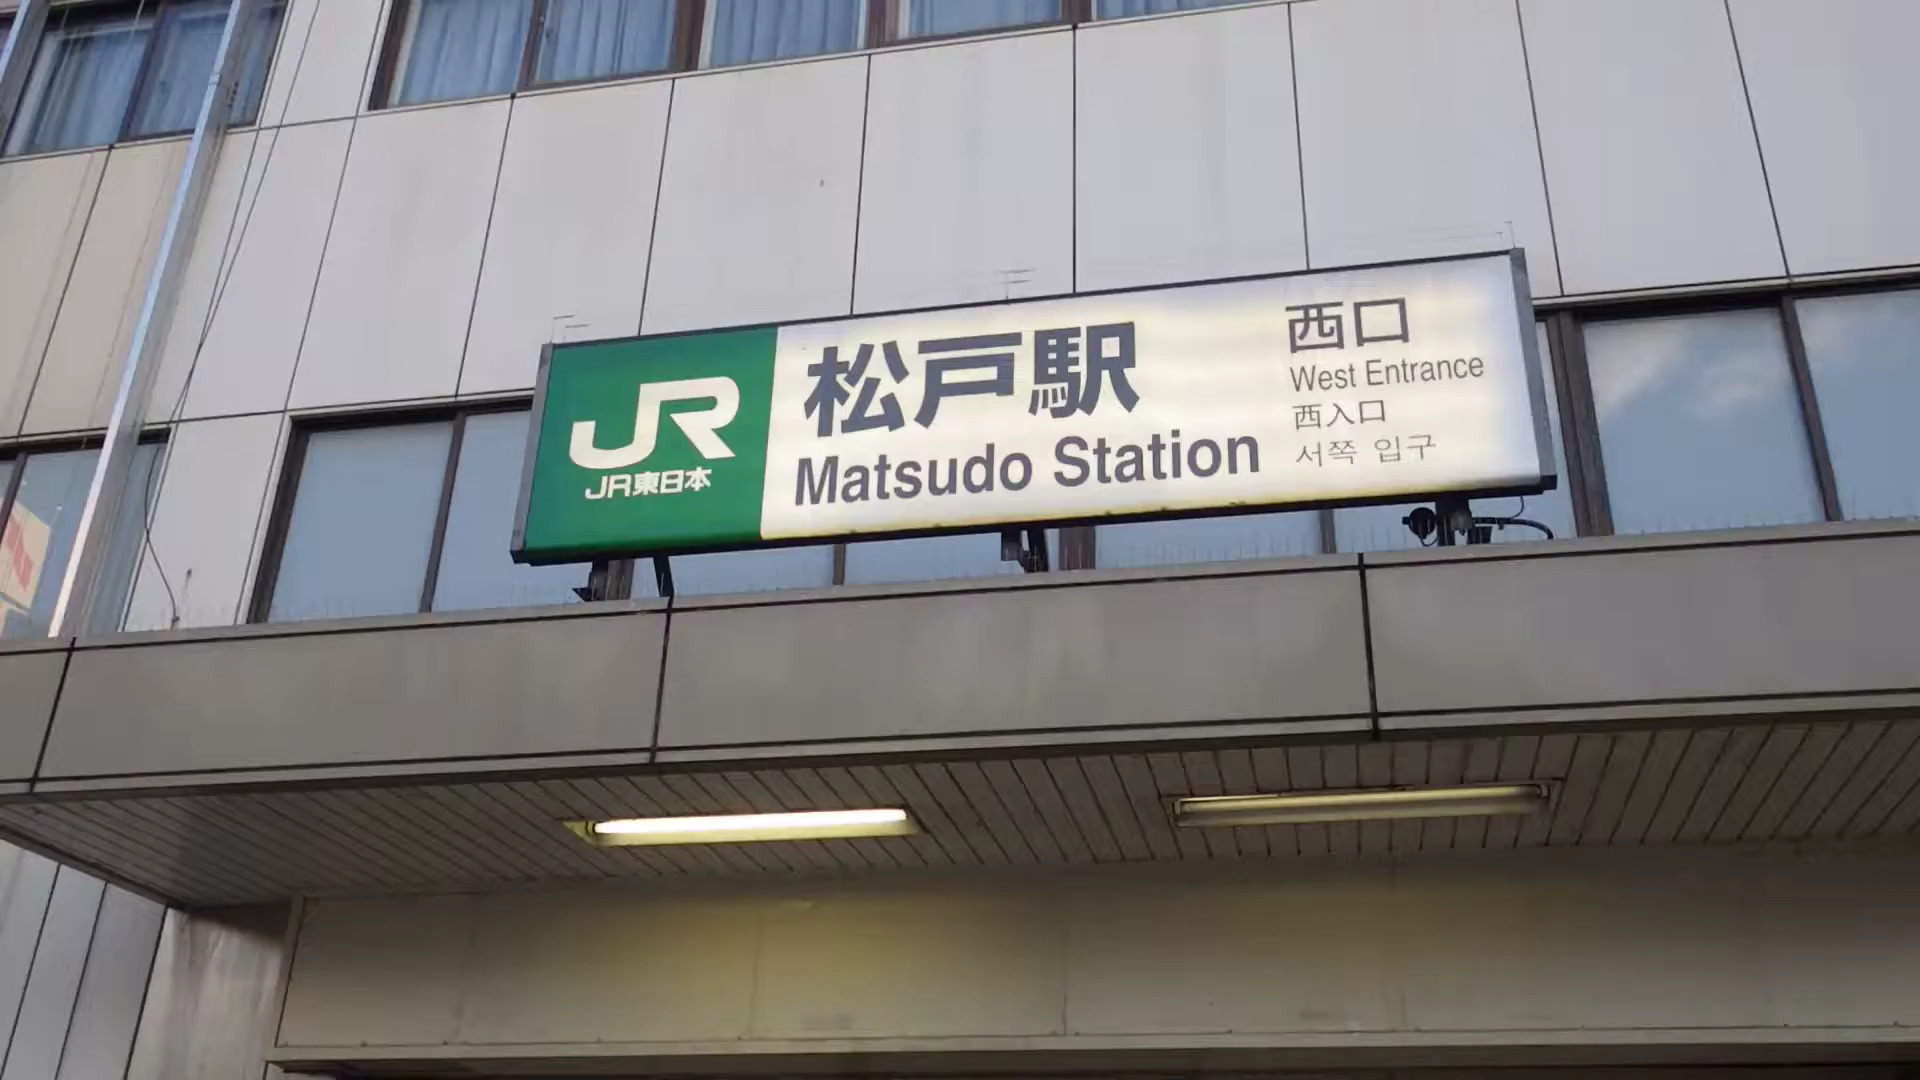 JR
JR東日本
松戸駅
Matsudo Station
西口
West Entrance
西入口
서쪽 입구